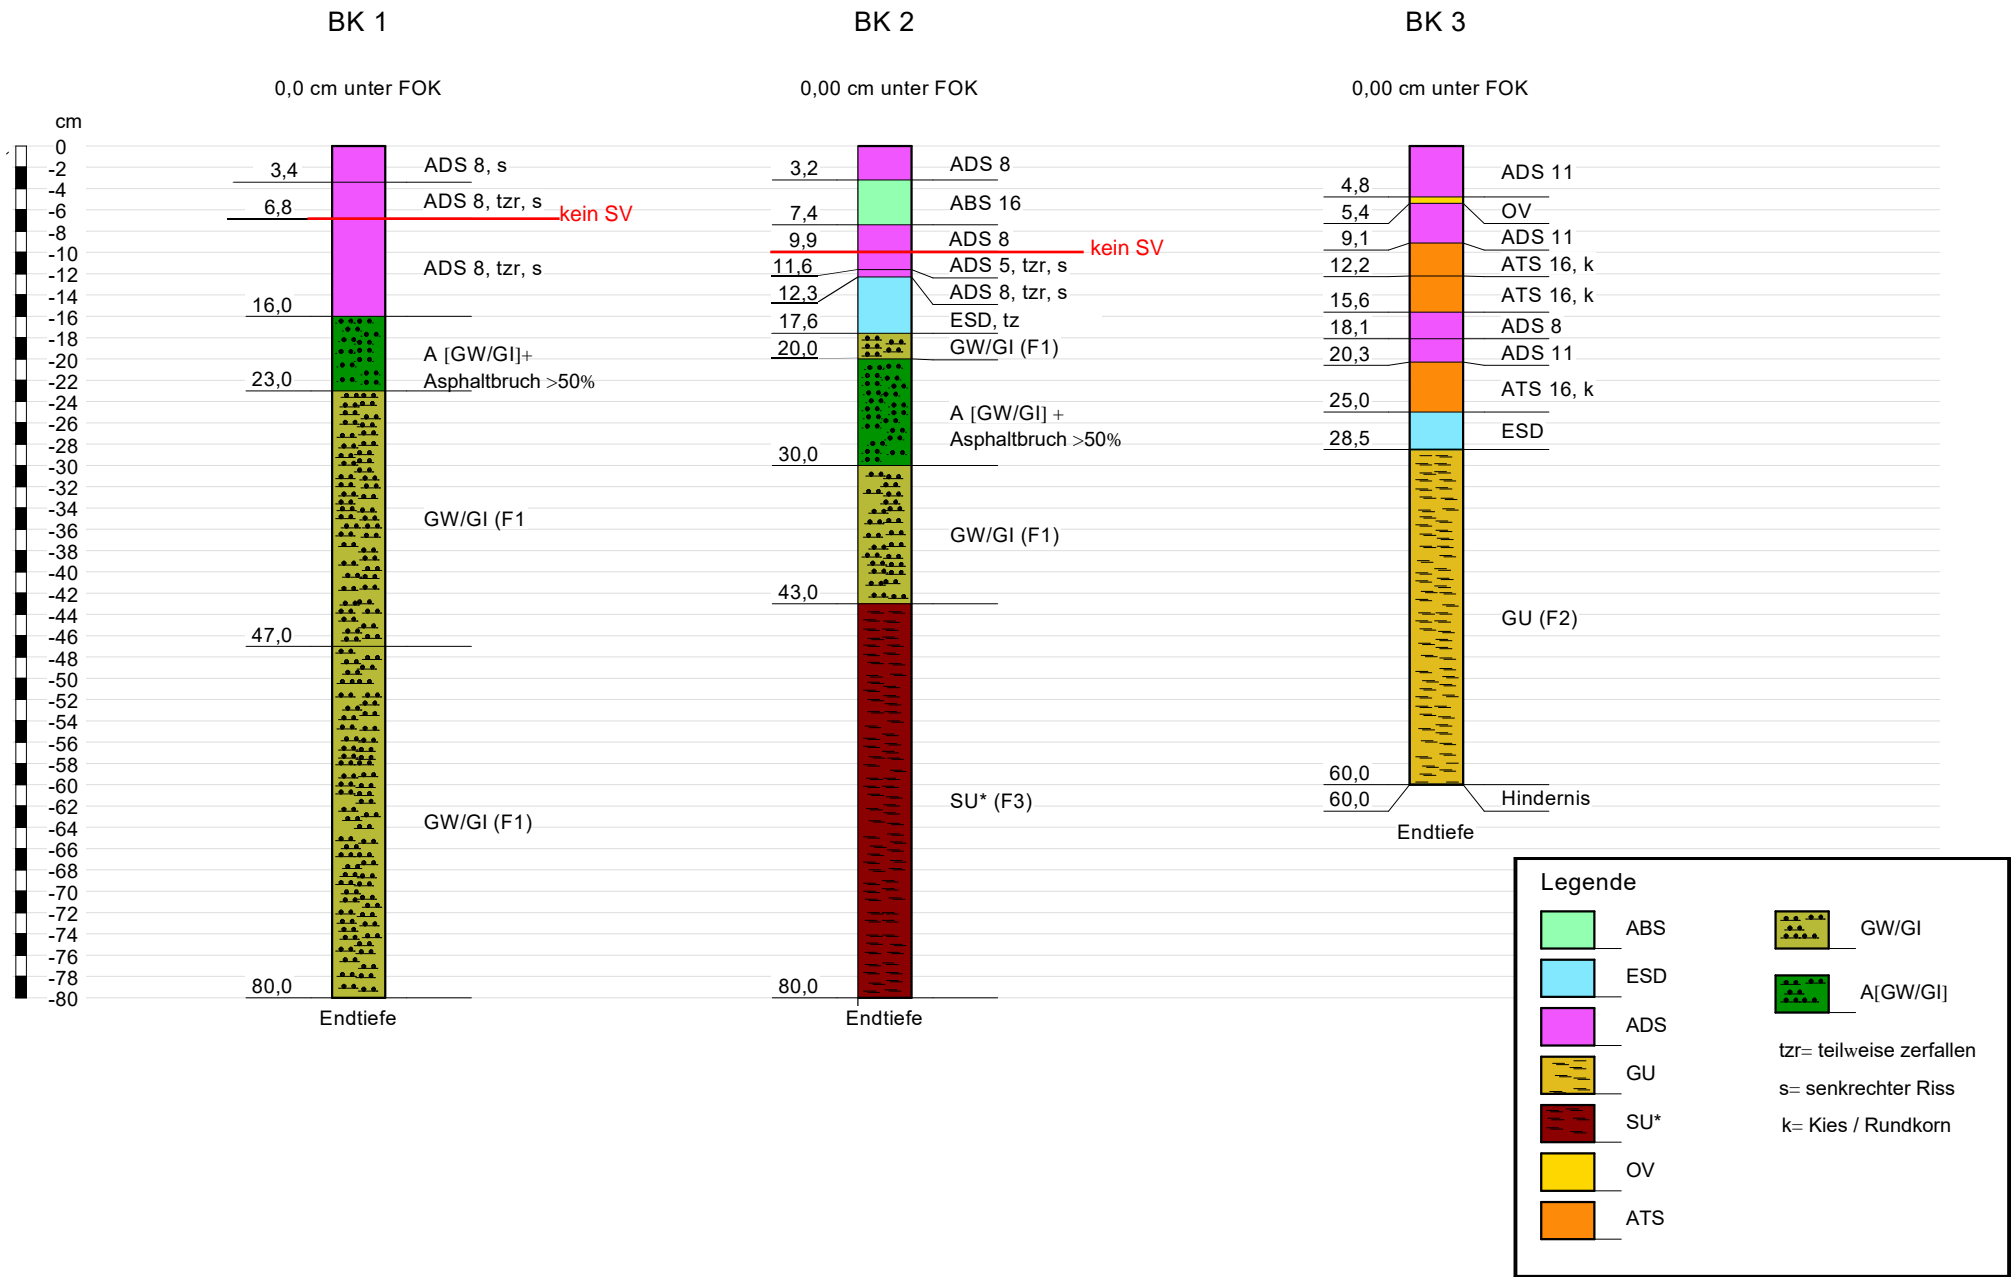 BK 1
BK 2
BK 3
0,0 cm unter FOK
0,00 cm unter FOK
0,00 cm unter FOK
cm
0
-2
-4
-6
-8
-10
-12
-14
-16
-18
-20
-22
-24
-26
-28
-30
-32
-34
-36
-38
-40
-42
-44
-46
-48
-50
-52
-54
-56
-58
-60
-62
-64
-66
-68
-70
-72
-74
-76
-78
-80
3,4
ADS 8, s
6,8
ADS 8, tzr, s
kein SV
ADS 8, tzr, s
16,0
A [GW/GI]+
Asphaltbruch >50%
23,0
GW/GI (F1
47,0
GW/GI (F1)
80,0
Endtiefe
3,2
ADS 8
ABS 16
7,4
ADS 8
9,9
kein SV
11,6
ADS 5, tzr, s
12,3
ADS 8, tzr, s
17,6
ESD, tz
20,0
GW/GI (F1)
A [GW/GI] +
Asphaltbruch >50%
30,0
GW/GI (F1)
43,0
SU* (F3)
80,0
Endtiefe
ADS 11
4,8
5,4
OV
9,1
ADS 11
12,2
ATS 16, k
15,6
ATS 16, k
18,1
ADS 8
20,3
ADS 11
ATS 16, k
25,0
28,5
ESD
GU (F2)
60,0
60,0
Hindernis
Endtiefe
Legende
ABS
ESD
ADS
GU
SU*
OV
ATS
GW/GI
A[GW/GI]
tzr= teilweise zerfallen
s= senkrechter Riss
k= Kies / Rundkorn